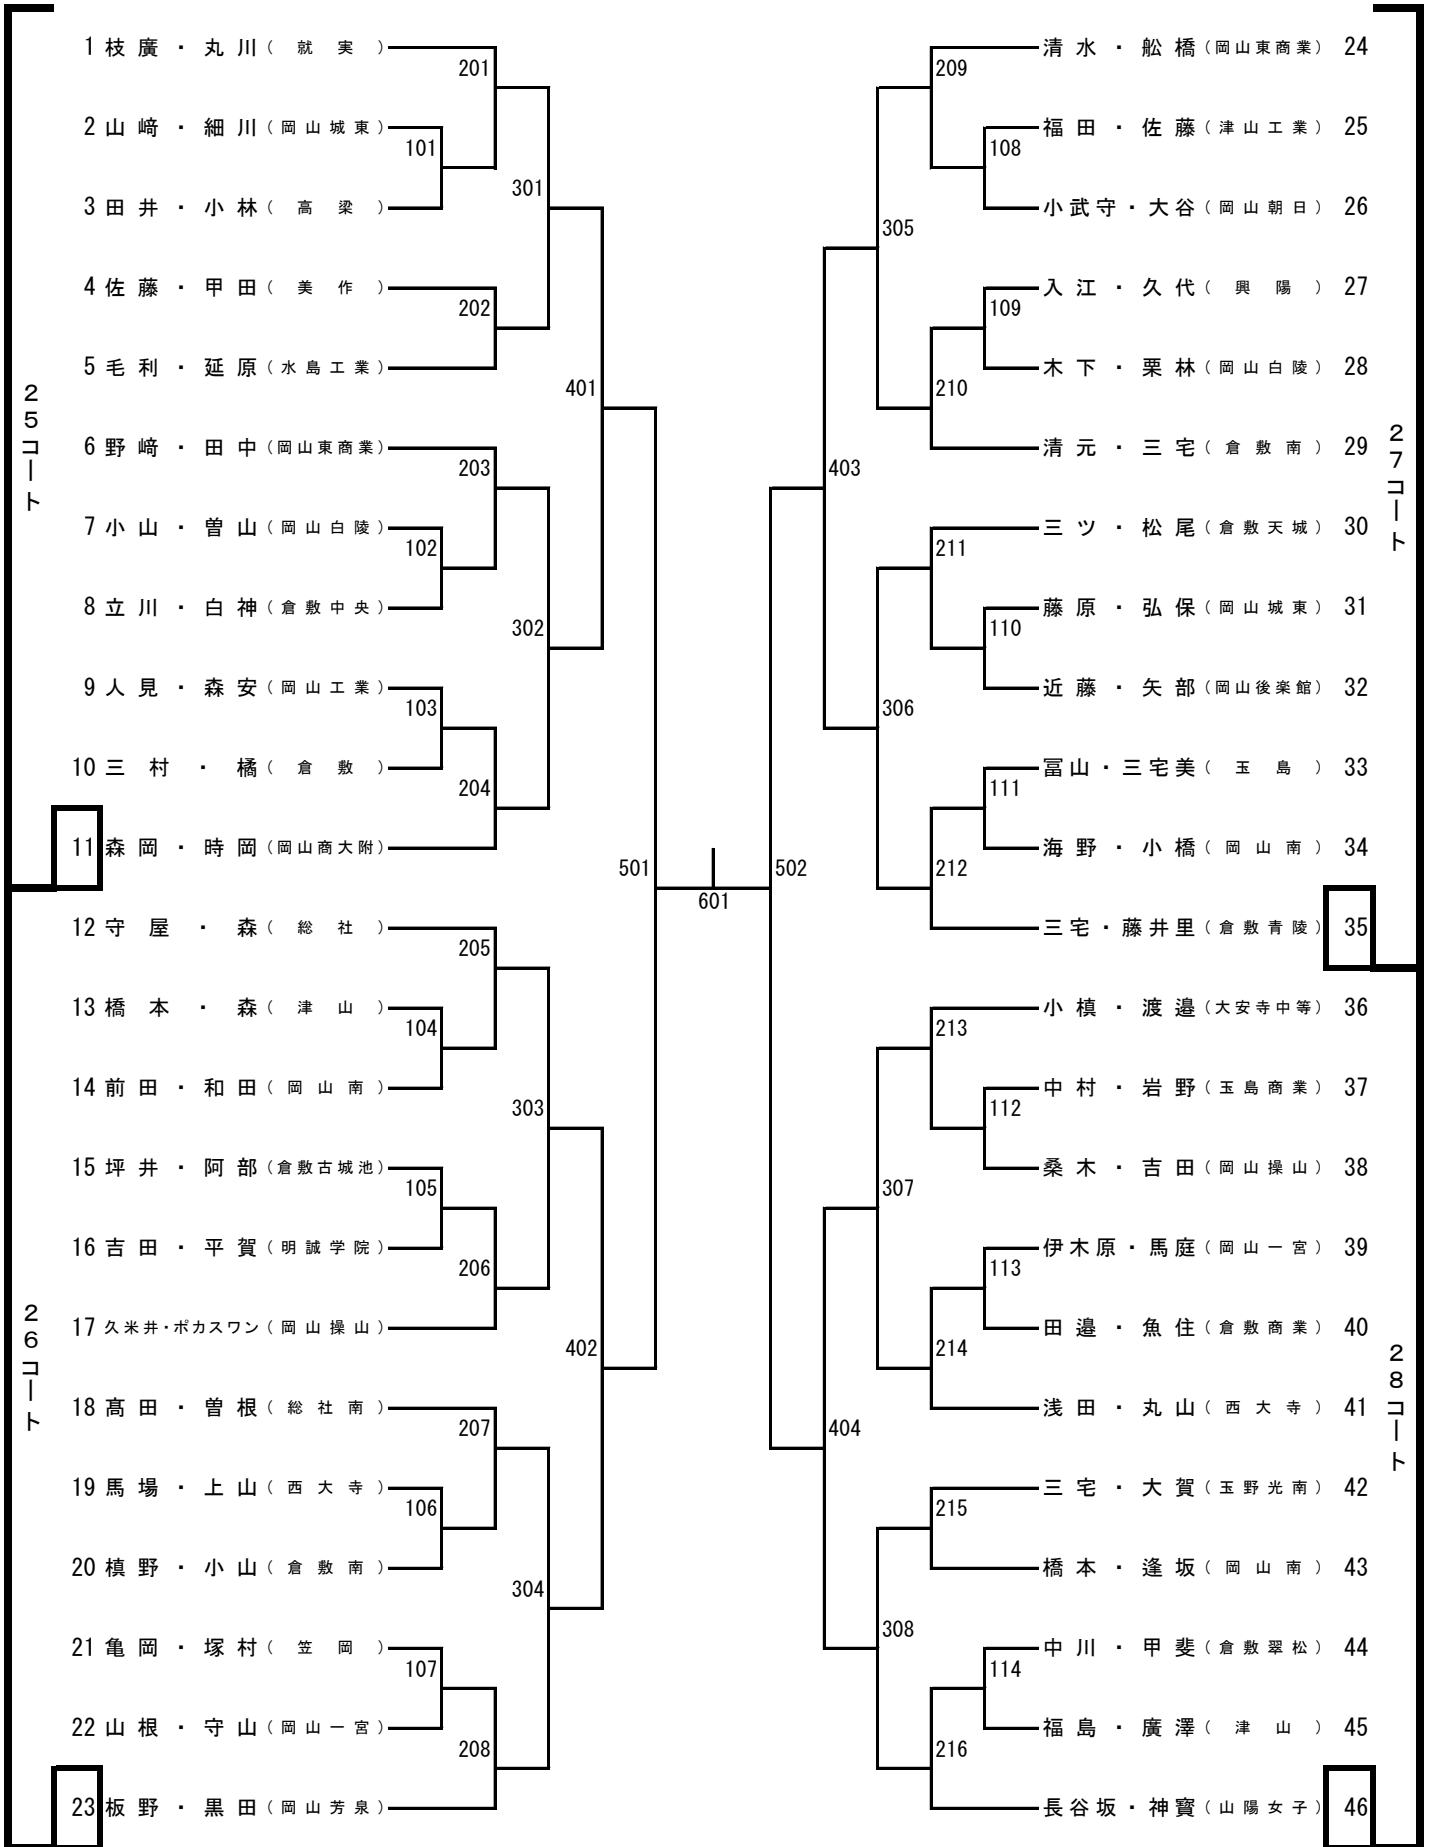 25コート
1 枝廣・丸川(就実)
201
2 山﨑・細川(岡山城東)
101
3 田井・小林(高梁)
301
4 佐藤・甲田(美作)
202
5 毛利・延原(水島工業)
401
6 野﨑・田中(岡山東商業)
203
7 小山・曽山(岡山白陵)
102
8 立川・白神(倉敷中央)
302
9 人見・森安(岡山工業)
103
10 三村・橘(倉敷)
204
11 森岡・時岡(岡山商大附)
501
26コート
12 守屋・森(総社)
205
13 橋本・森(津山)
104
14 前田・和田(岡山南)
303
15 坪井・阿部(倉敷古城池)
105
16 吉田・平賀(明誠学院)
206
17 久米井・ポカスワン(岡山操山)
402
18 髙田・曽根(総社南)
207
19 馬場・上山(西大寺)
106
20 槙野・小山(倉敷南)
304
21 亀岡・塚村(笠岡)
107
22 山根・守山(岡山一宮)
208
23 板野・黒田(岡山芳泉)
601
27コート
清水・舩橋(岡山東商業) 24
209
福田・佐藤(津山工業) 25
108
小武守・大谷(岡山朝日) 26
305
入江・久代(興陽) 27
109
木下・栗林(岡山白陵) 28
210
清元・三宅(倉敷南) 29
403
三ツ・松尾(倉敷天城) 30
211
藤原・弘保(岡山城東) 31
110
近藤・矢部(岡山後楽館) 32
306
冨山・三宅美(玉島) 33
111
海野・小橋(岡山南) 34
212
三宅・藤井里(倉敷青陵) 35
502
28コート
小槙・渡邉(大安寺中等) 36
213
中村・岩野(玉島商業) 37
112
桑木・吉田(岡山操山) 38
307
伊木原・馬庭(岡山一宮) 39
113
田邉・魚住(倉敷商業) 40
214
浅田・丸山(西大寺) 41
404
三宅・大賀(玉野光南) 42
215
橋本・逢坂(岡山南) 43
308
中川・甲斐(倉敷翠松) 44
114
福島・廣澤(津山) 45
216
長谷坂・神寳(山陽女子) 46